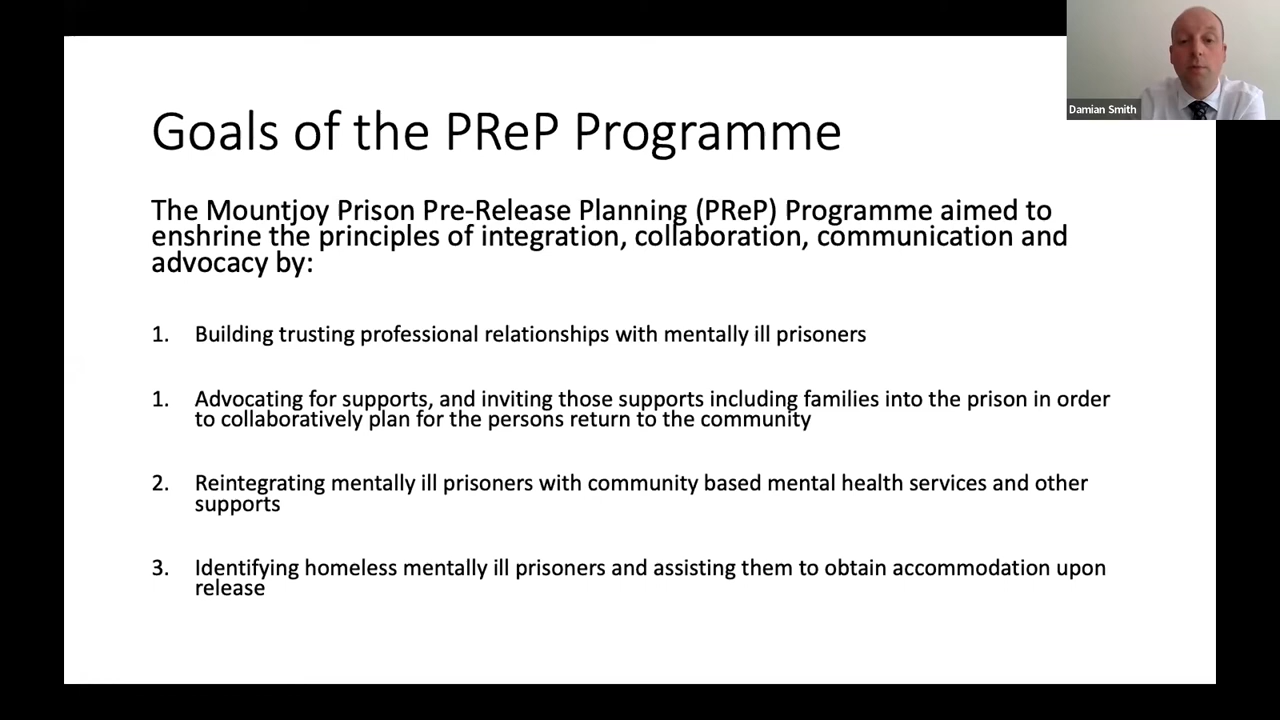 Damian Smith
Goals of the PReP Programme
The Mountjoy Prison Pre-Release Planning (PReP) Programme aimed to
enshrine the principles of integration, collaboration, communication and
advocacy by:
1. Building trusting professional relationships with mentally ill prisoners
1. Advocating for supports, and inviting those supports including families into the prison in order
to collaboratively plan for the persons return to the community
2. Reintegrating mentally ill prisoners with community based mental health services and other
supports
3. Identifying homeless mentally ill prisoners and assisting them to obtain accommodation upon
release